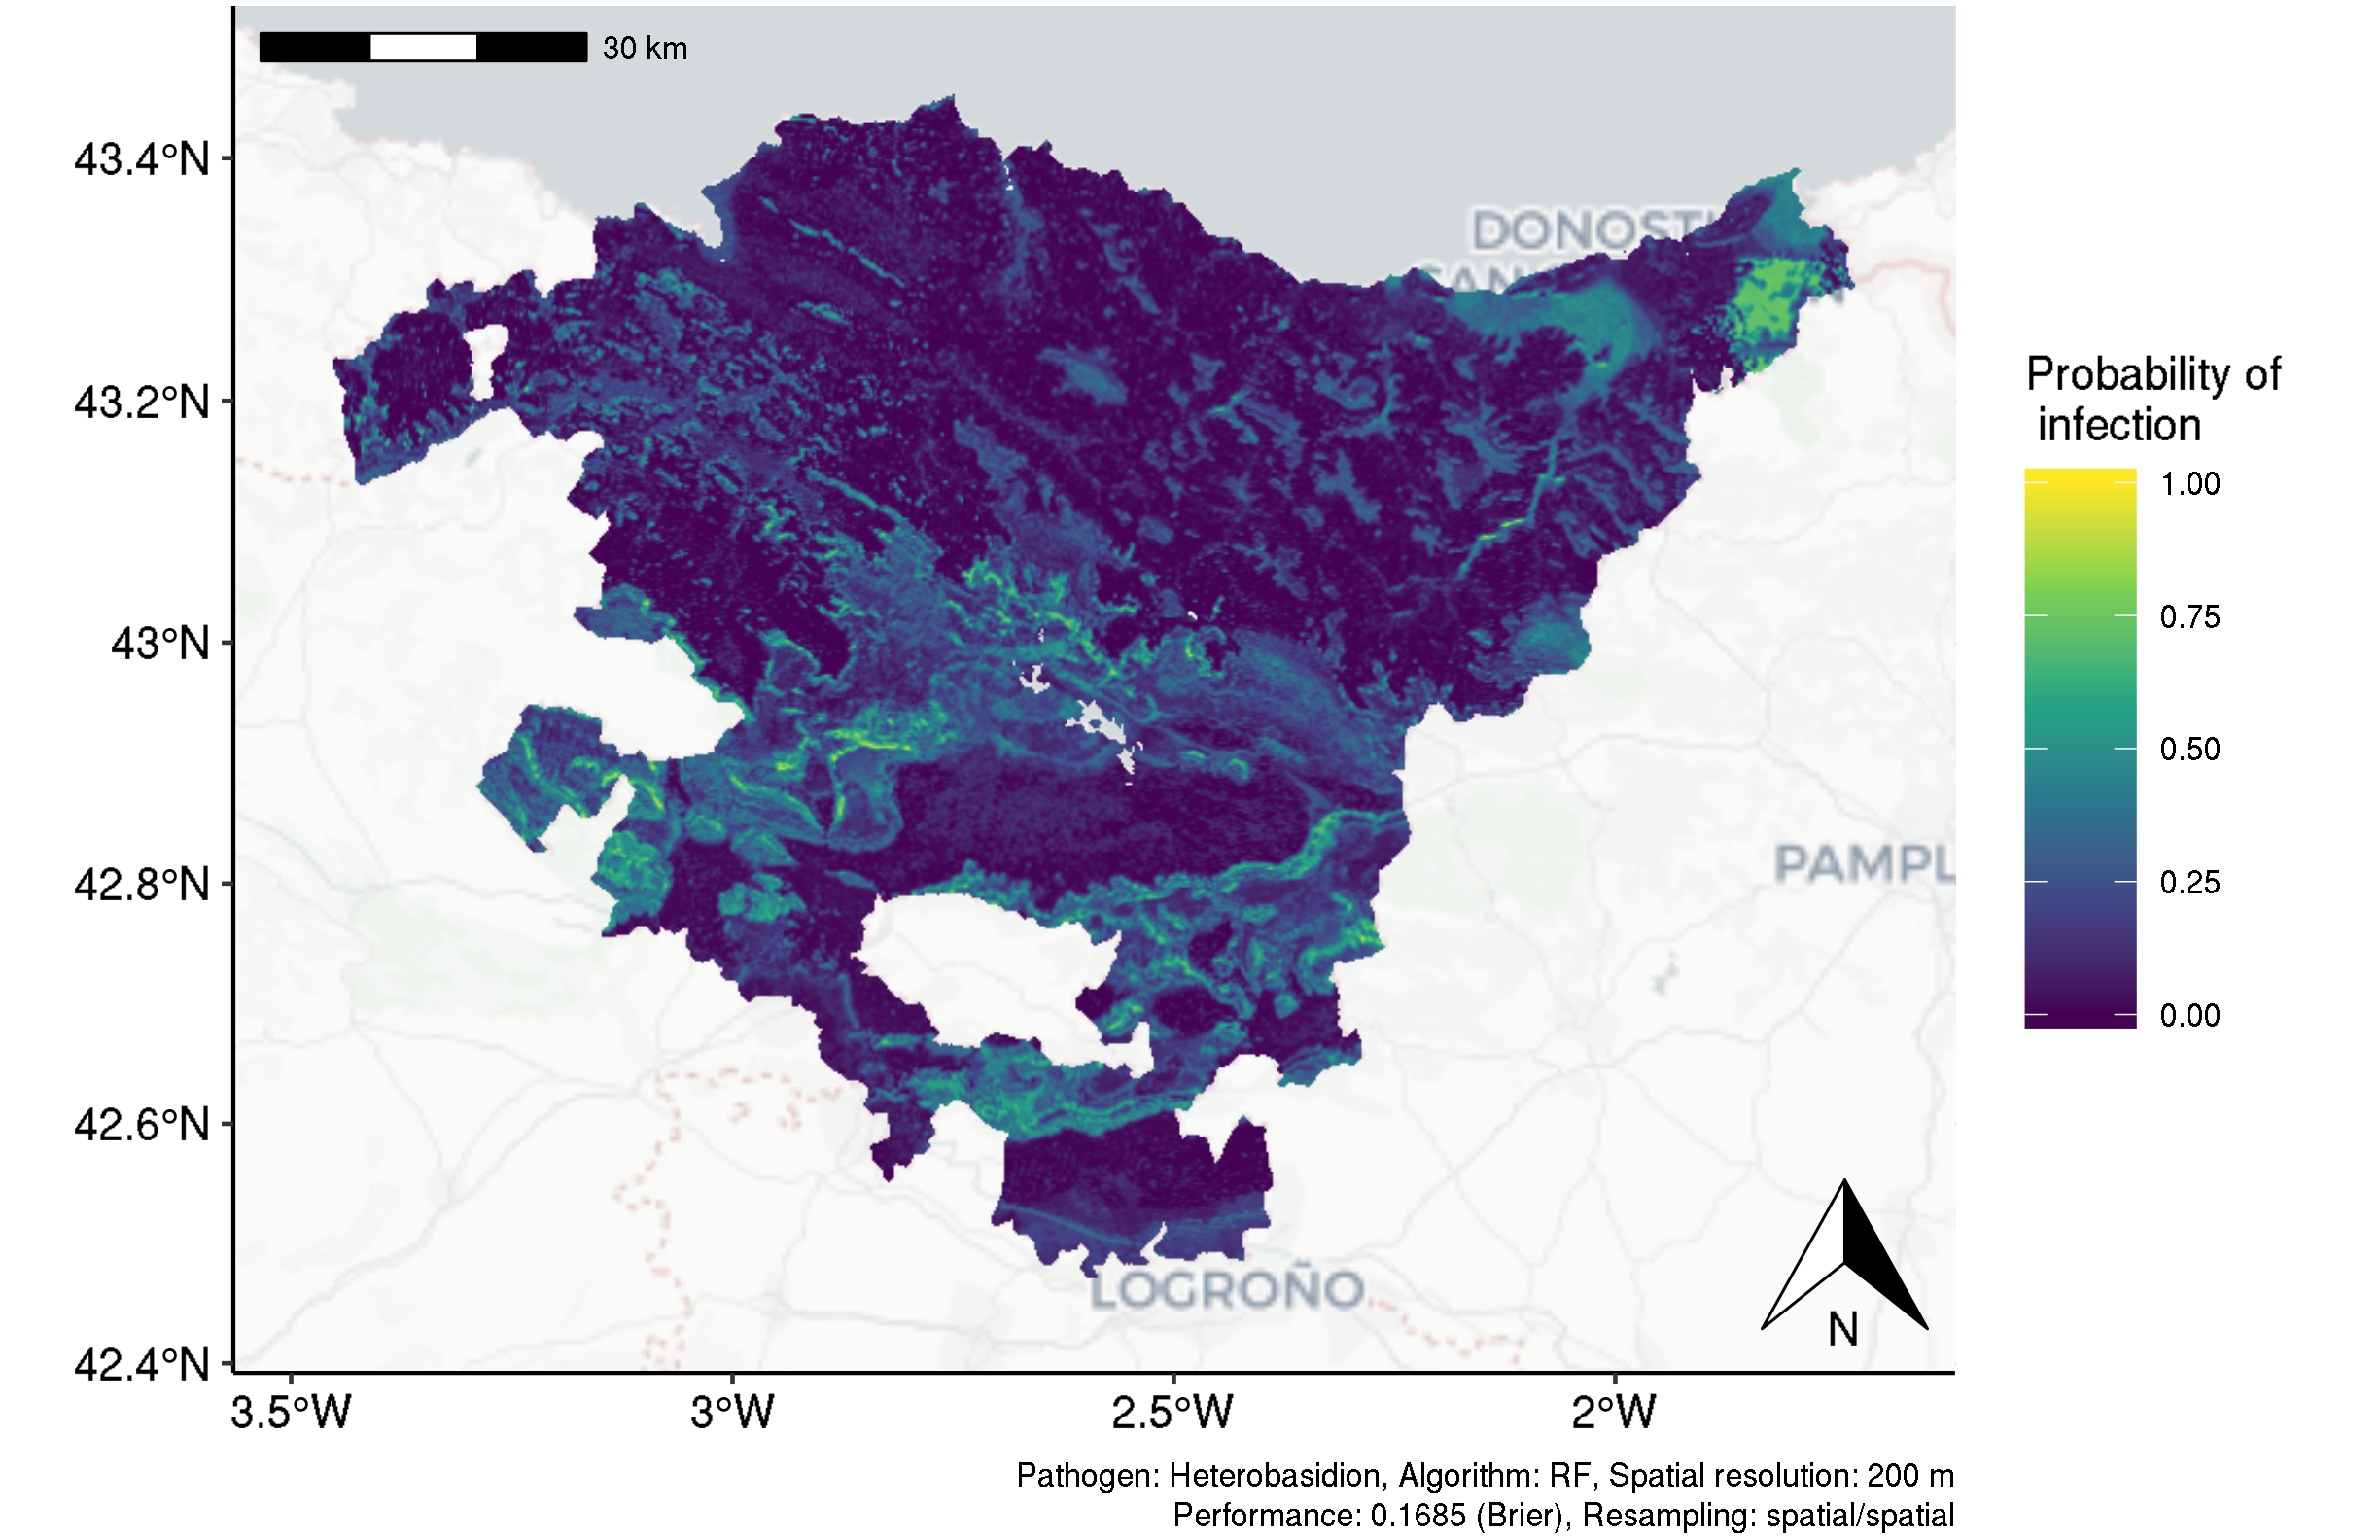 30 km
43.4°N
43.2°N
43°N
42.8°N
42.6°N
42.4°N
3.5°W
3°W
2.5°W
2°W
DONOSTI
SAN
PAMPL
LOGROÑO
N
Probability of
infection
1.00
0.75
0.50
0.25
0.00
Pathogen: Heterobasidion, Algorithm: RF, Spatial resolution: 200 m
Performance: 0.1685 (Brier), Resampling: spatial/spatial